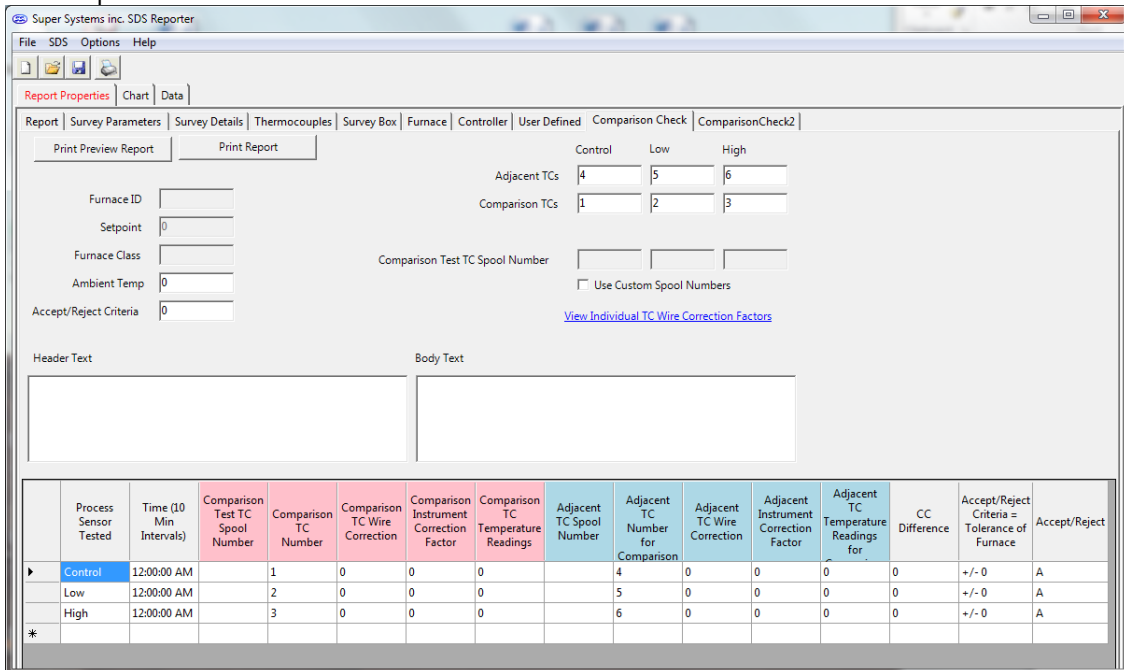 Super Systems inc. SDS Reporter
File SDS Options Help
Report Properties Chart Data
Report Survey Parameters Survey Details Thermocouples Survey Box Furnace Controller User Defined Comparison Check ComparisonCheck2
Print Preview Report Print Report
Control Low High
Adjacent TCs 4 5 6
Comparison TCs 1 2 3
Furnace ID
Setpoint 0
Furnace Class
Comparison Test TC Spool Number
Ambient Temp 0
Use Custom Spool Numbers
Accept/Reject Criteria 0
View Individual TC Wire Correction Factors
Header Text
Body Text
Process Sensor Tested
Time (10 Min Intervals)
Comparison Test TC Spool Number
Comparison TC Number
Comparison TC Wire Correction
Comparison Instrument Correction Factor
Comparison TC Temperature Readings
Adjacent TC Spool Number
Adjacent TC Number for Comparison
Adjacent TC Wire Correction
Adjacent Instrument Correction Factor
Adjacent TC Temperature Readings for
CC Difference
Accept/Reject Criteria = Tolerance of Furnace
Accept/Reject
Control 12:00:00 AM 1 0 0 0 4 0 0 0 0 +/- 0 A
Low 12:00:00 AM 2 0 0 0 5 0 0 0 0 +/- 0 A
High 12:00:00 AM 3 0 0 0 6 0 0 0 0 +/- 0 A